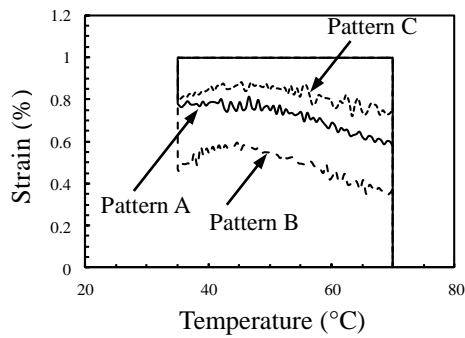 Pattern C
1.2
1
0.8
0.6
0.4
0.2
0
Strain (%)
Pattern A
Pattern B
20
40
60
80
Temperature (°C)